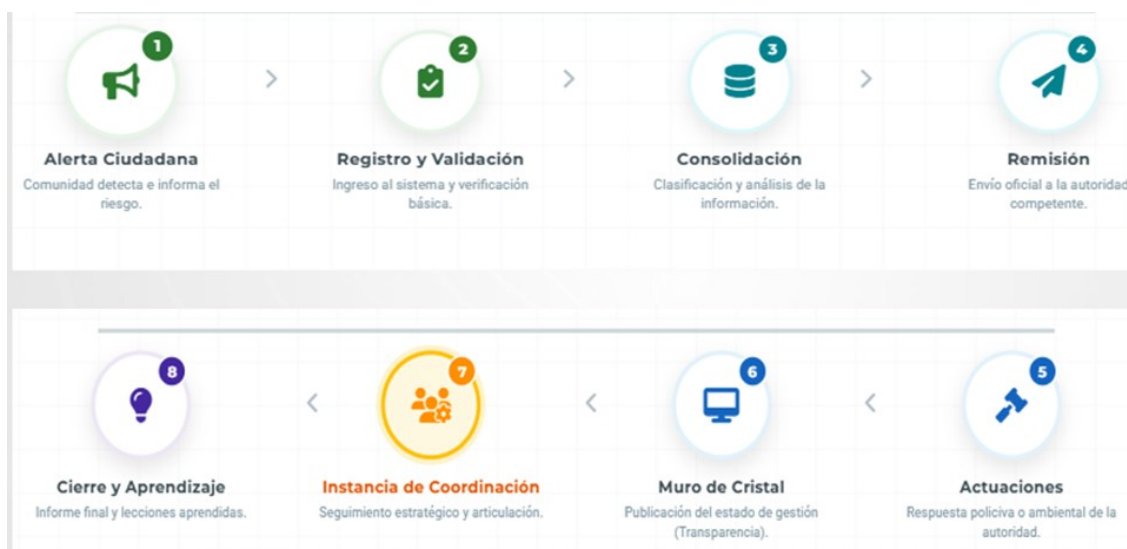 1
2
3
4
Alerta Ciudadana
Registro y Validación
Consolidación
Remisión
Comunidad detecta e informa el
riesgo.
Ingreso al sistema y verificación
básica.
Clasificación y análisis de la
información.
Envío oficial a la autoridad
competente.
8
7
6
5
Cierre y Aprendizaje
Instancia de Coordinación
Muro de Cristal
Actuaciones
Informe final y lecciones aprendidas.
Seguimiento estratégico y articulación.
Publicación del estado de gestión
(Transparencia).
Respuesta policiva o ambiental de la
autoridad.